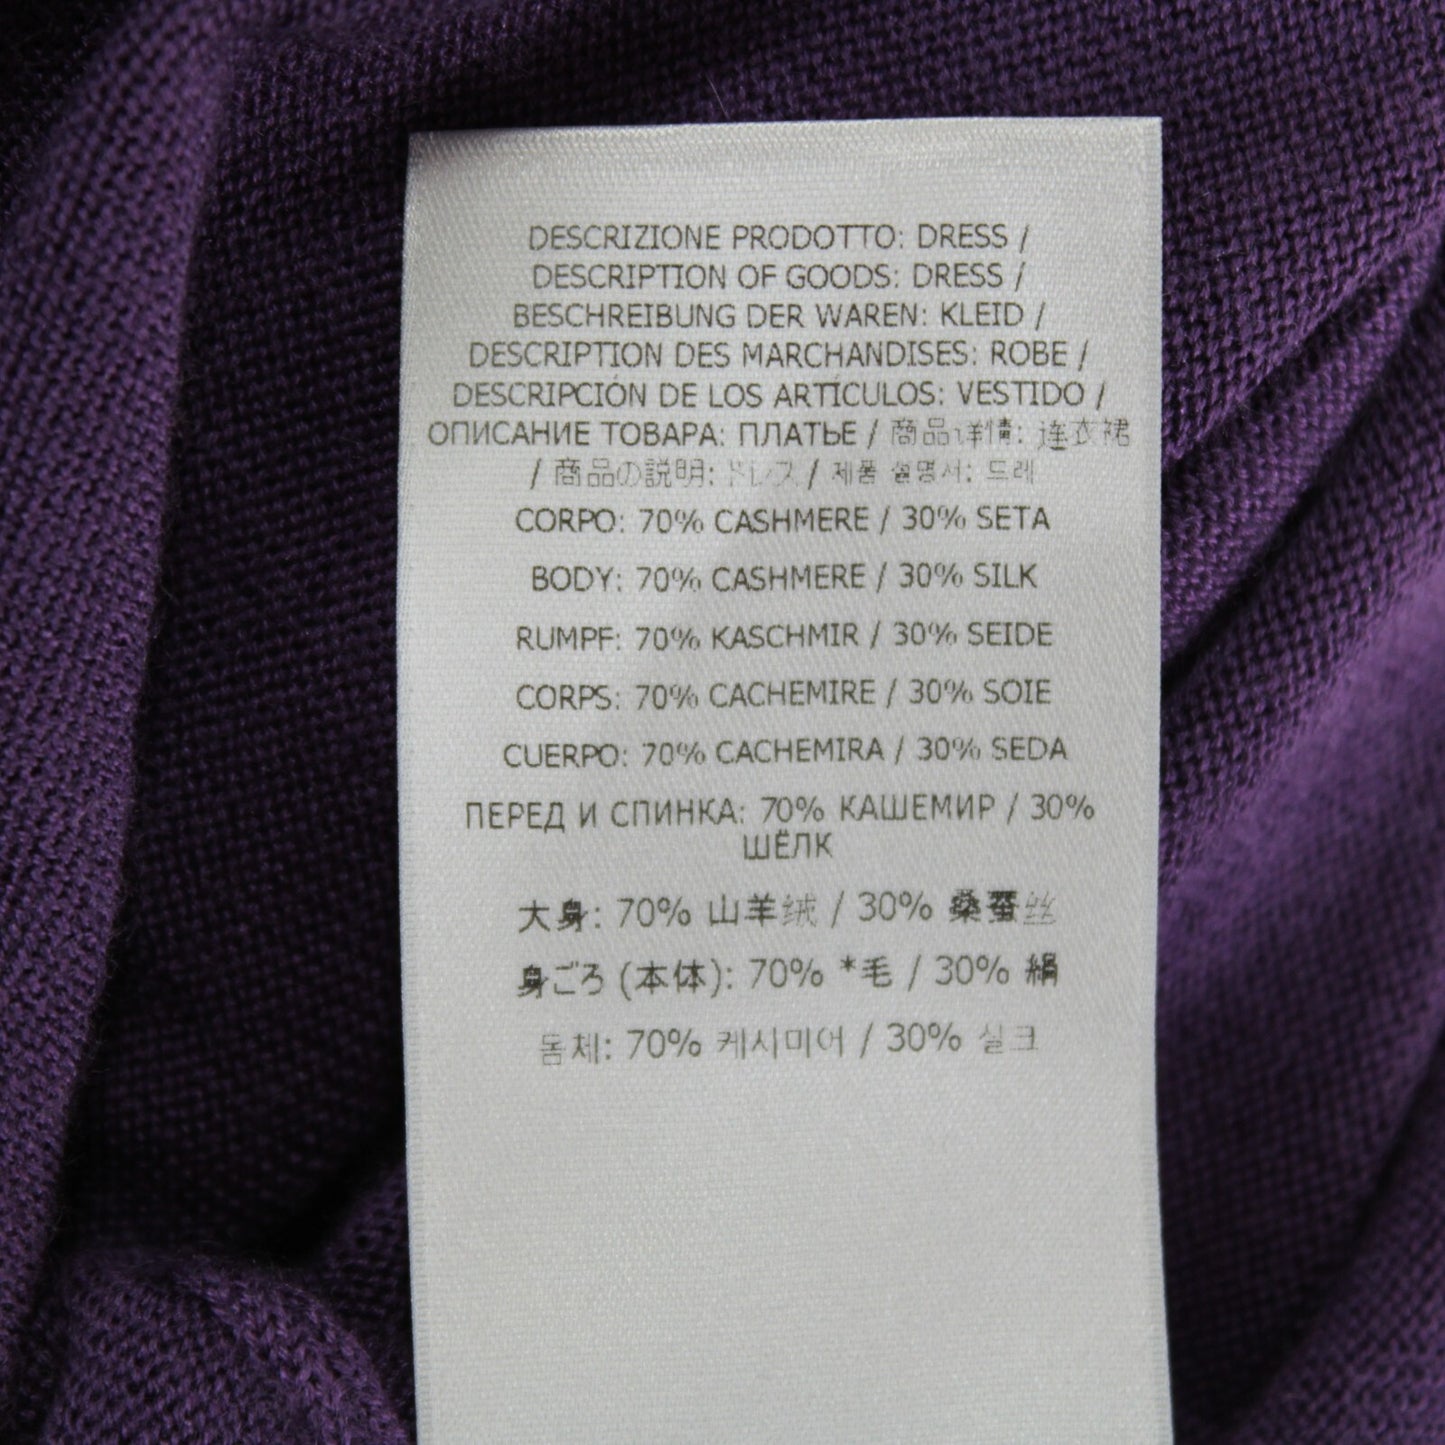 DESCRIZIONE PRODOTTO: DRESS /
DESCRIPTION OF GOODS: DRESS /
BESCHREIBUNG DER WAREN: KLEID /
DESCRIPTION DES MARCHANDISES: ROBE /
DESCRIPCIÓN DE LOS ARTÍCULOS: VESTIDO /
ОПИСАНИЕ ТОВАРА: ПЛАТЬЕ / 商品详情: 连衣裙
/ 商品の説明: ドレス / 제품 설명서: 드레
CORPO: 70% CASHMERE / 30% SETA
BODY: 70% CASHMERE / 30% SILK
RUMPF: 70% KASCHMIR / 30% SEIDE
CORPS: 70% CACHEMIRE / 30% SOIE
CUERPO: 70% CACHEMIRA / 30% SEDA
ПЕРЕД И СПИНКА: 70% КАШЕМИР / 30%
ШЁЛК
大身: 70% 山羊绒 / 30% 桑蚕丝
身ごろ (本体): 70% *毛 / 30% 絹
몸체: 70% 케시미어 / 30% 실크